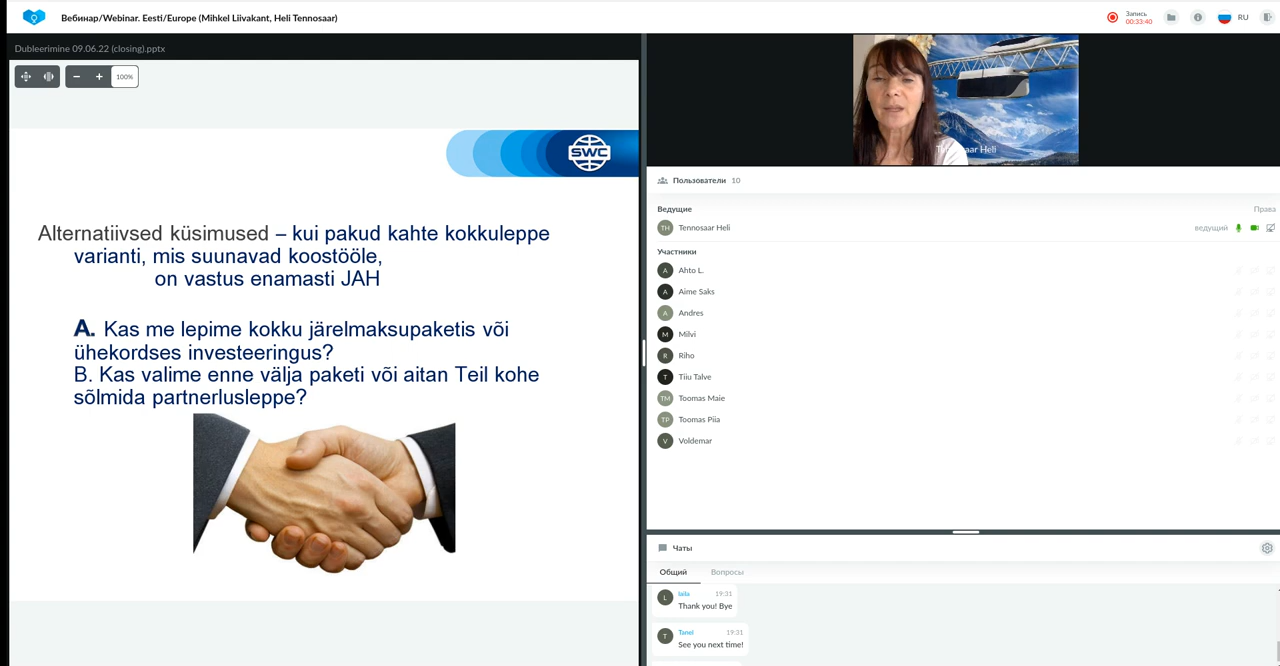 Вебинар/Webinar. Eesti/Europe (Mihkel Liivakant, Heli Tennosaar)
Запись
00:33:40
RU
Dubleerimine 09.06.22 (closing).pptx
100%
SWC
Alternatiivsed küsimused – kui pakud kahte kokkuleppe
varianti, mis suunavad koostööle,
on vastus enamasti JAH
A. Kas me lepime kokku järelmaksupaketis või
ühekordses investeeringus?
B. Kas valime enne välja paketi või aitan Teil kohe
sõlmida partnerlusleppe?
Пользователи 10
Ведущие
Права
TH Tennosaar Heli
ведущий
Участники
A Ahto L.
A Aime Saks
A Andres
M Milvi
R Riho
T Tiiu Talve
TM Toomas Maie
TP Toomas Piia
V Voldemar
Чаты
Общий
Вопросы
L laila 19:31
Thank you! Bye
T Tanel 19:31
See you next time!